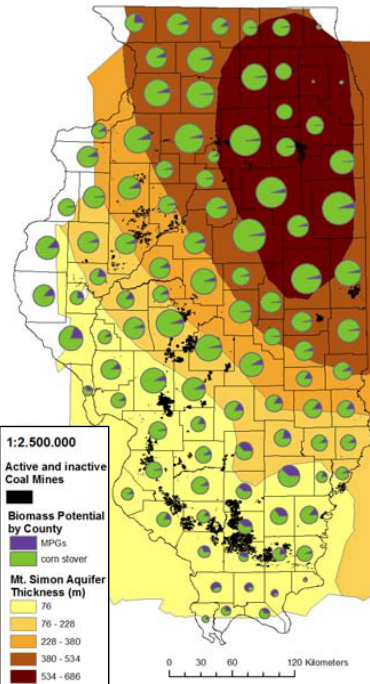 1:2.500.000
Active and inactive
Coal Mines
Biomass Potential
by County
MPGs
corn stover
Mt. Simon Aquifer
Thickness (m)
76
76 - 228
228 - 380
380 - 534
534 - 686
0 30 60 120 Kilometers